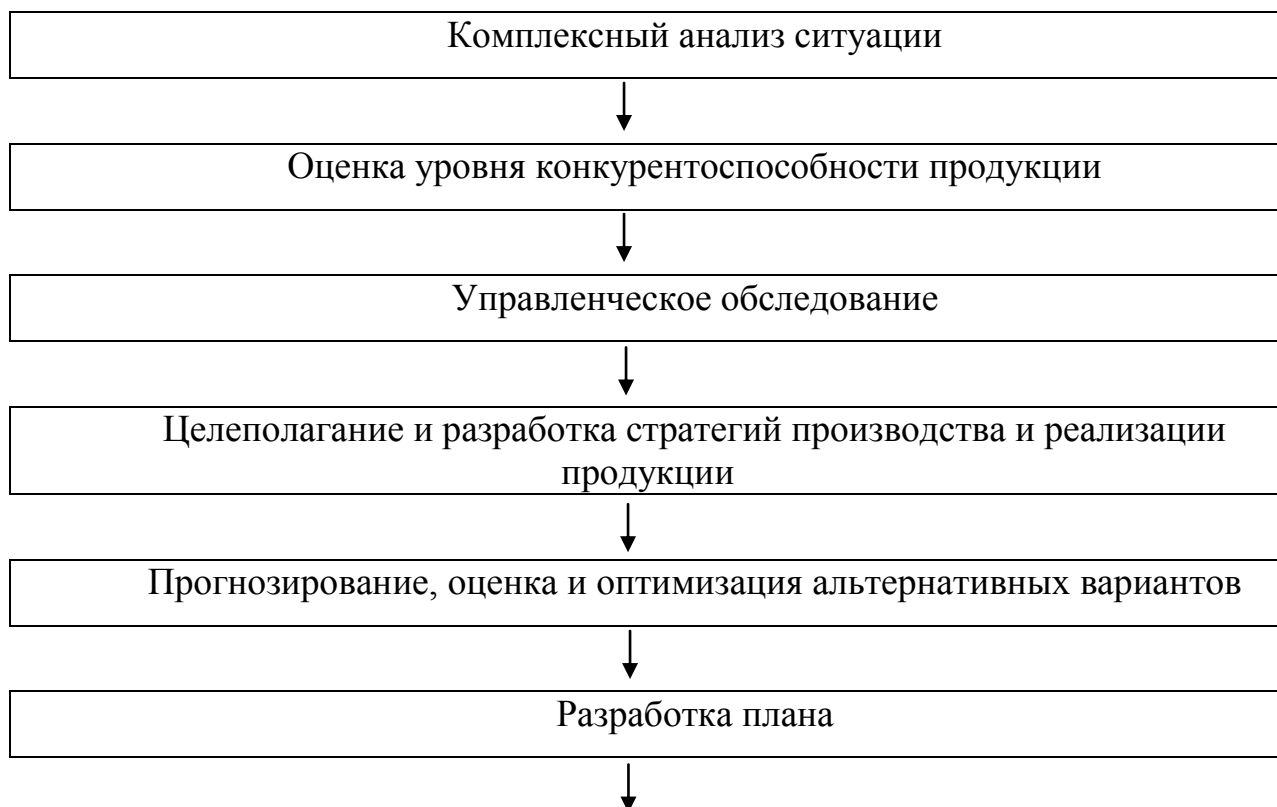 Комплексный анализ ситуации
Оценка уровня конкурентоспособности продукции
Управленческое обследование
Целеполагание и разработка стратегий производства и реализации
продукции
Прогнозирование, оценка и оптимизация альтернативных вариантов
Разработка плана